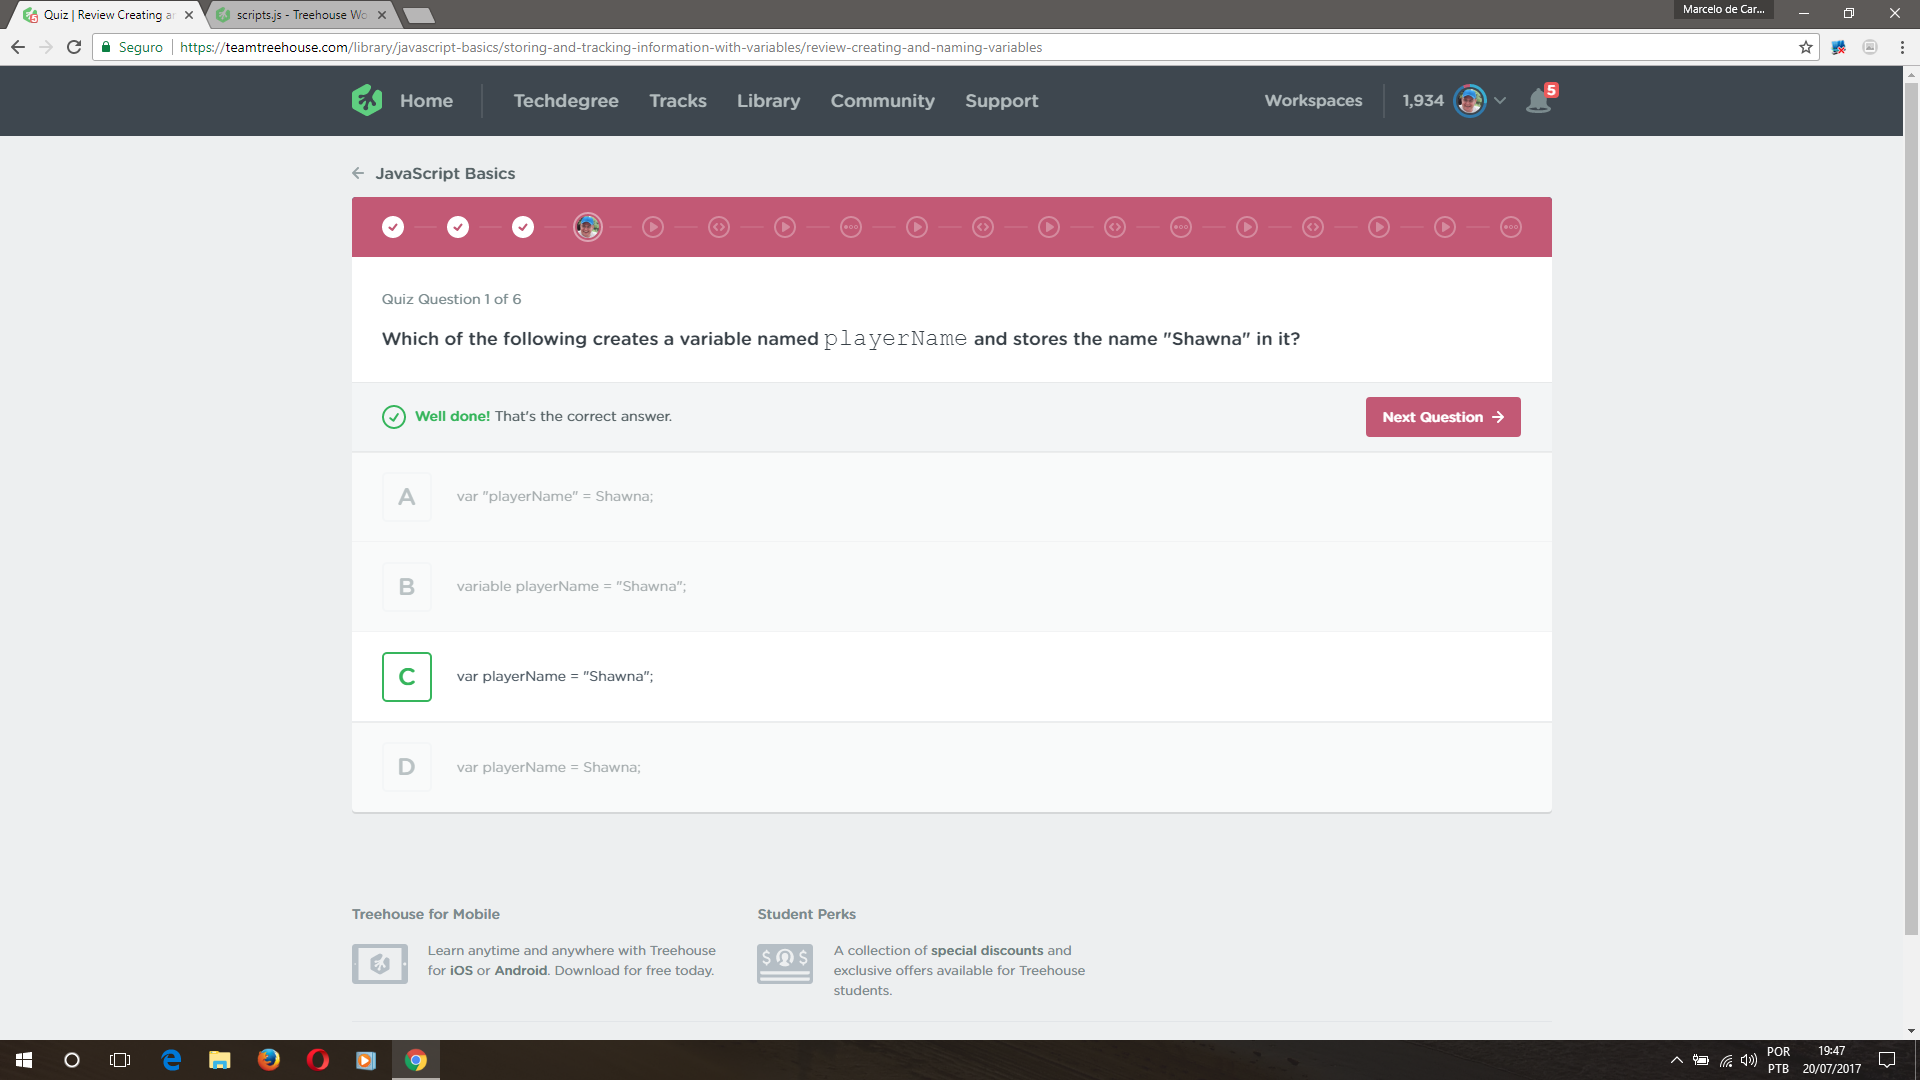 Quiz | Review Creating ar
scripts.js - Treehouse Wo
Marcelo de Car...
Seguro
https://teamtreehouse.com/library/javascript-basics/storing-and-tracking-information-with-variables/review-creating-and-naming-variables
Home
Techdegree
Tracks
Library
Community
Support
Workspaces
1,934
5
JavaScript Basics
Quiz Question 1 of 6
Which of the following creates a variable named playerName and stores the name "Shawna" in it?
Well done! That's the correct answer.
Next Question
A
var "playerName" = Shawna;
B
variable playerName = "Shawna";
C
var playerName = "Shawna";
D
var playerName = Shawna;
Treehouse for Mobile
Learn anytime and anywhere with Treehouse
for iOS or Android. Download for free today.
Student Perks
A collection of special discounts and
exclusive offers available for Treehouse
students.
POR
PTB
19:47
20/07/2017